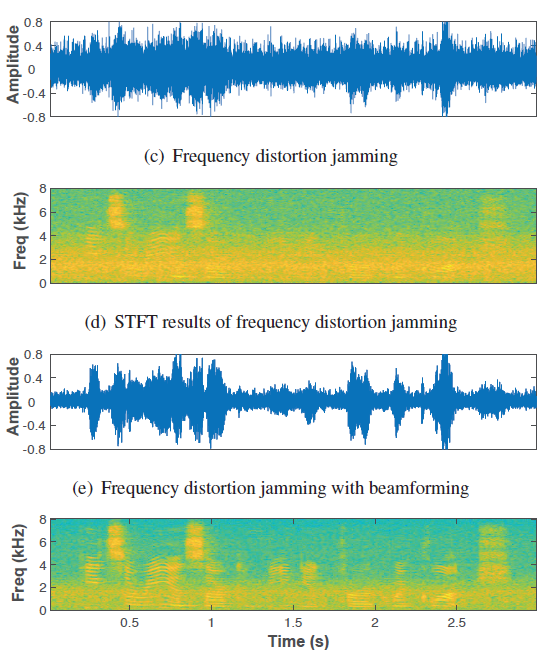 0.8
0.4
0
-0.4
-0.8
Amplitude
(c) Frequency distortion jamming
8
6
4
2
0
Freq (kHz)
(d) STFT results of frequency distortion jamming
0.8
0.4
0
-0.4
-0.8
Amplitude
(e) Frequency distortion jamming with beamforming
8
6
4
2
0
Freq (kHz)
0.5 1 1.5 2 2.5
Time (s)